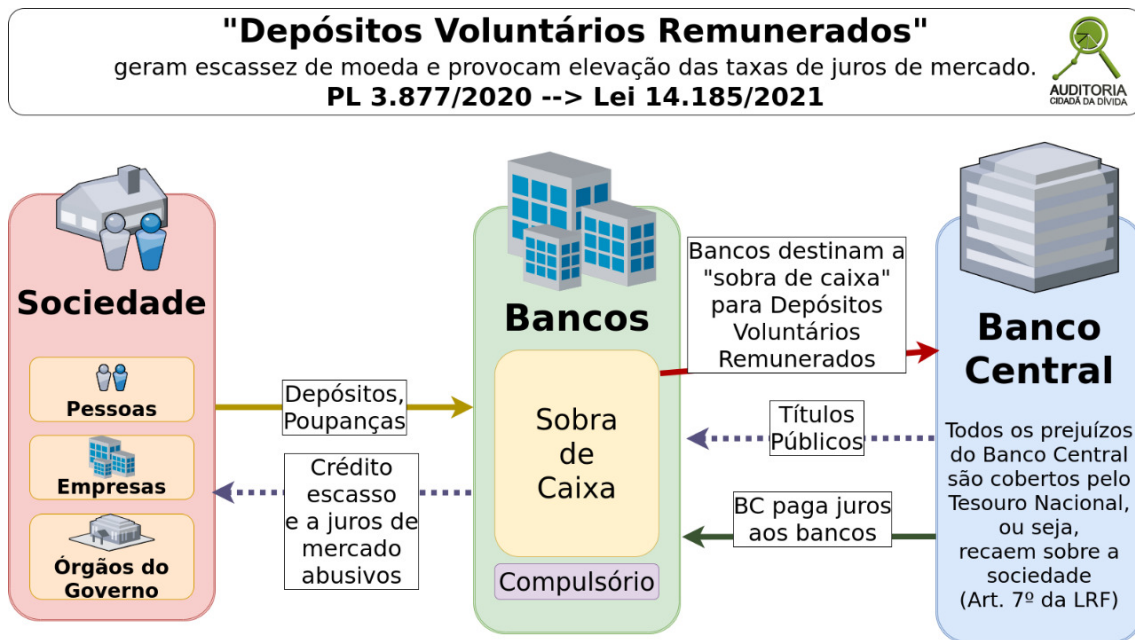 "Depósitos Voluntários Remunerados"
geram escassez de moeda e provocam elevação das taxas de juros de mercado.
PL 3.877/2020 --> Lei 14.185/2021
AUDITORIA
CIDADÃ DA DÍVIDA
Sociedade
Pessoas
Empresas
Órgãos do
Governo
Depósitos,
Poupanças
Crédito
escasso
e a juros de
mercado
abusivos
Bancos
Sobra
de
Caixa
Compulsório
Bancos destinam a
"sobra de caixa"
para Depósitos
Voluntários
Remunerados
Títulos
Públicos
BC paga juros
aos bancos
Banco
Central
Todos os prejuízos
do Banco Central
são cobertos pelo
Tesouro Nacional,
ou seja,
recaem sobre a
sociedade
(Art. 7º da LRF)